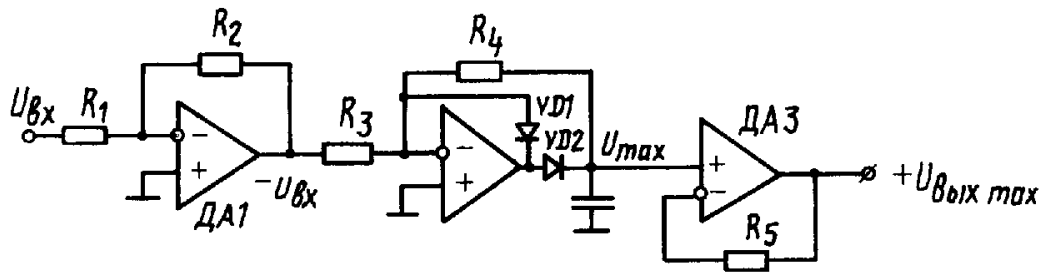 Uвх
R1
R2
−
+
ДА1
−Uвх
R3
R4
VD1
VD2
−
+
Umax
+
−
ДА3
R5
+Uвых max